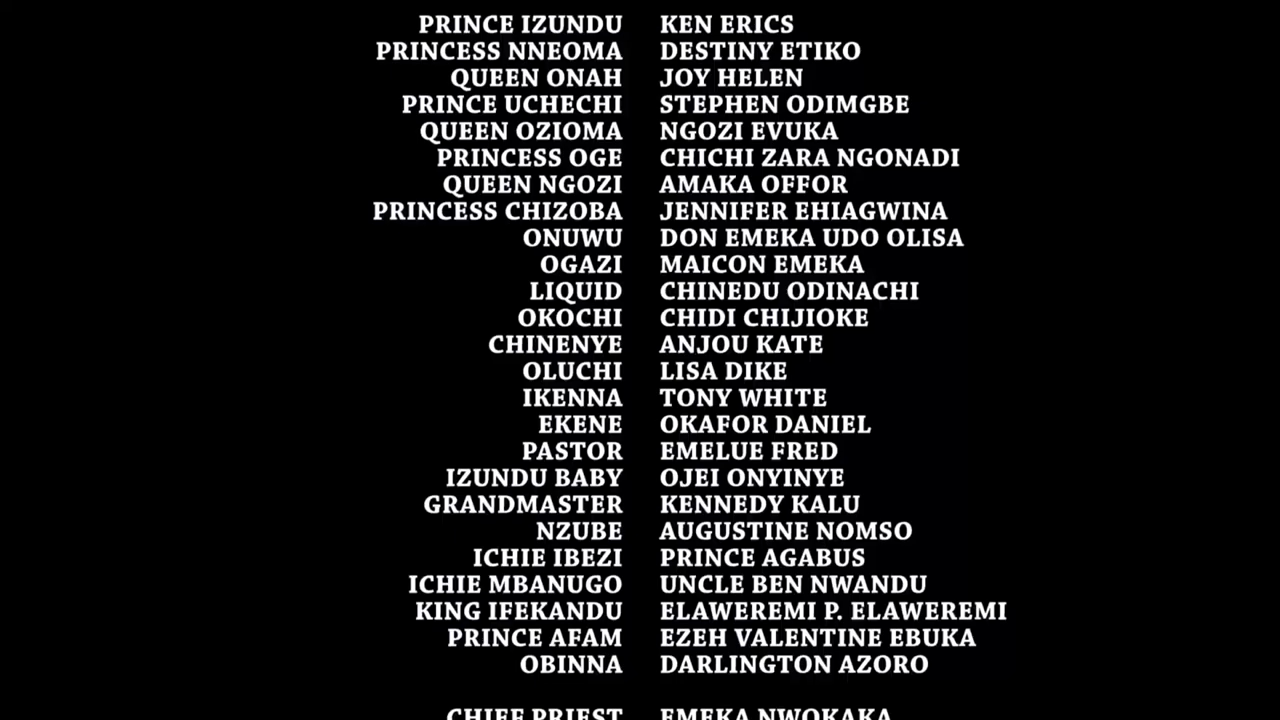 PRINCE IZUNDU KEN ERICS
PRINCESS NNEOMA DESTINY ETIKO
QUEEN ONAH JOY HELEN
PRINCE UCHECHI STEPHEN ODIMGBE
QUEEN OZIOMA NGOZI EVUKA
PRINCESS OGE CHICHI ZARA NGONADI
QUEEN NGOZI AMAKA OFFOR
PRINCESS CHIZOBA JENNIFER EHIAGWINA
ONUWU DON EMEKA UDO OLISA
OGAZI MAICON EMEKA
LIQUID CHINEDU ODINACHI
OKOCHI CHIDI CHIJIOKE
CHINENYE ANJOU KATE
OLUCHI LISA DIKE
IKENNA TONY WHITE
EKENE OKAFOR DANIEL
PASTOR EMELUE FRED
IZUNDU BABY OJEI ONYINYE
GRANDMASTER KENNEDY KALU
NZUBE AUGUSTINE NOMSO
ICHIE IBEZI PRINCE AGABUS
ICHIE MBANUGO UNCLE BEN NWANDU
KING IFEKANDU ELAWEREMI P. ELAWEREMI
PRINCE AFAM EZEH VALENTINE EBUKA
OBINNA DARLINGTON AZORO
CHIEF PRIEST EMEKA NWOKAKA